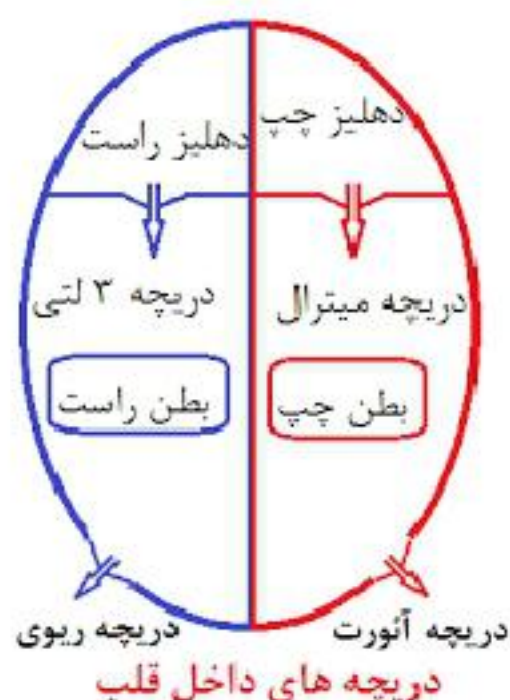 دهلیز چپ
دهلیز راست
دریچه میترال
دریچه ۳ لتی
بطن چپ
بطن راست
دریچه آئورت
دریچه ریوی
دریچه های داخل قلب